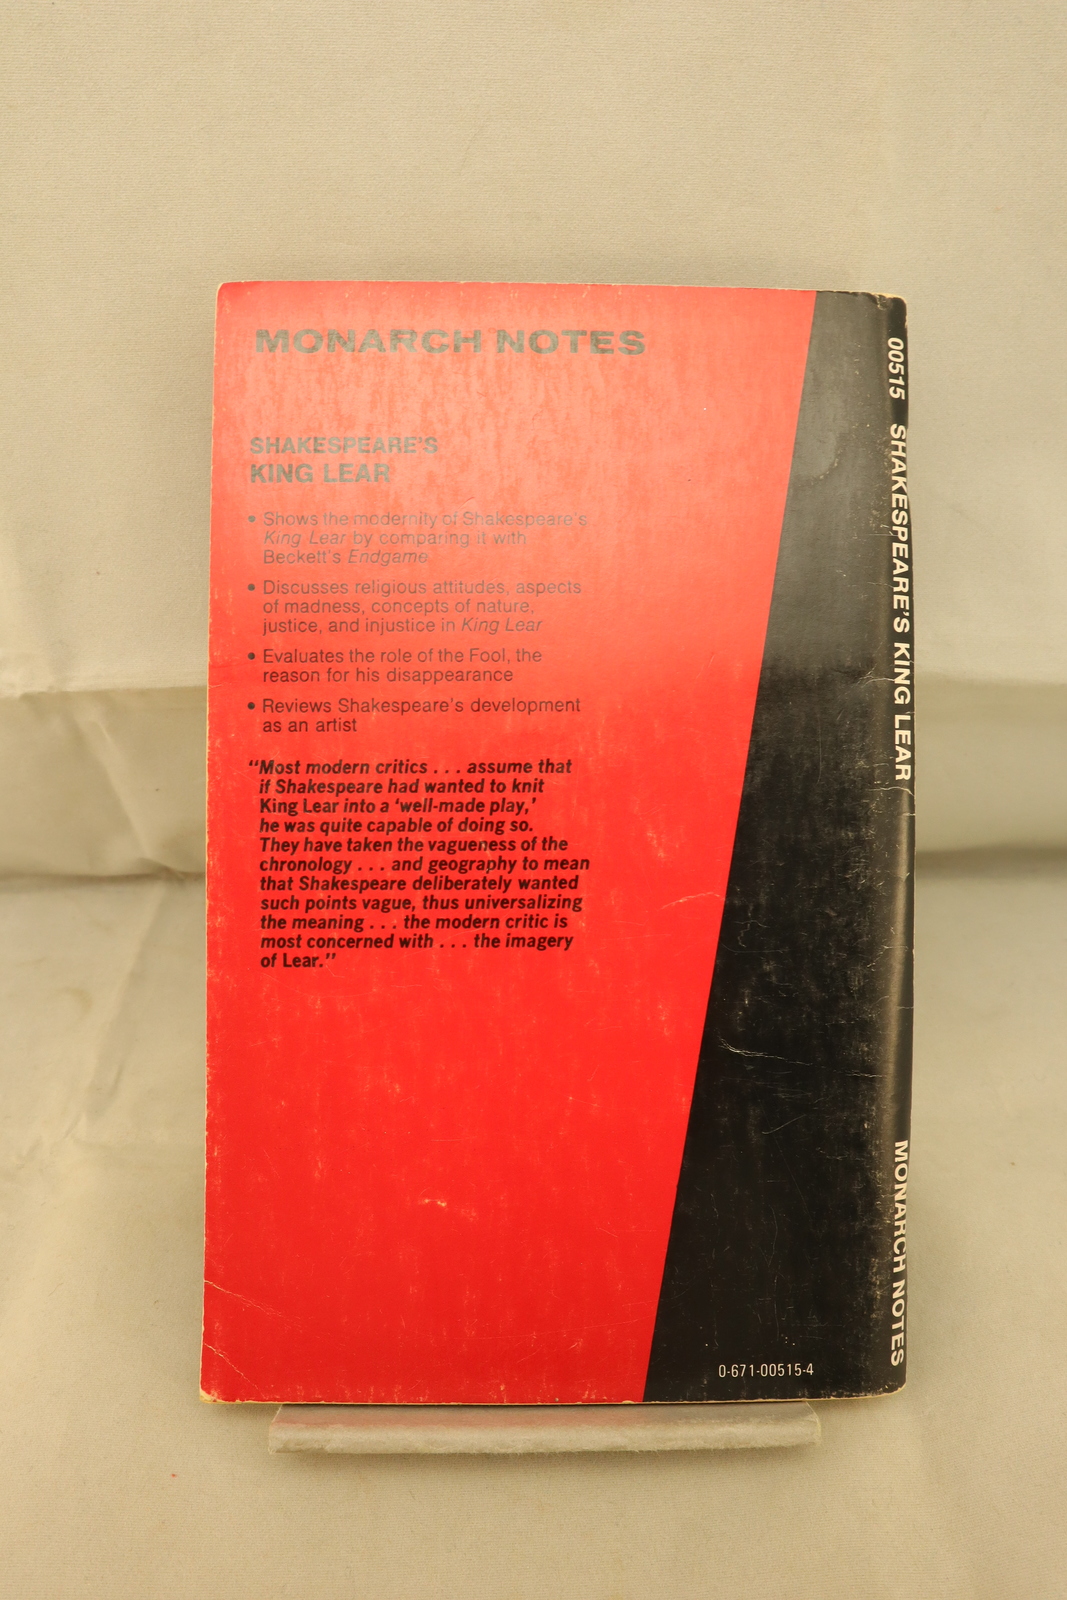 MONARCH NOTES
SHAKESPEARE'S
KING LEAR
• Shows the modernity of Shakespeare's
King Lear by comparing it with
Beckett's Endgame
• Discusses religious attitudes, aspects
of madness, concepts of nature,
justice, and injustice in King Lear
• Evaluates the role of the Fool, the
reason for his disappearance
• Reviews Shakespeare's development
as an artist
"Most modern critics . . . assume that
if Shakespeare had wanted to knit
King Lear into a 'well-made play,'
he was quite capable of doing so.
They have taken the vagueness of the
chronology . . . and geography to mean
that Shakespeare deliberately wanted
such points vague, thus universalizing
the meaning . . . the modern critic is
most concerned with . . . the imagery
of Lear."
0-671-00515-4
00515 SHAKESPEARE'S KING LEAR MONARCH NOTES